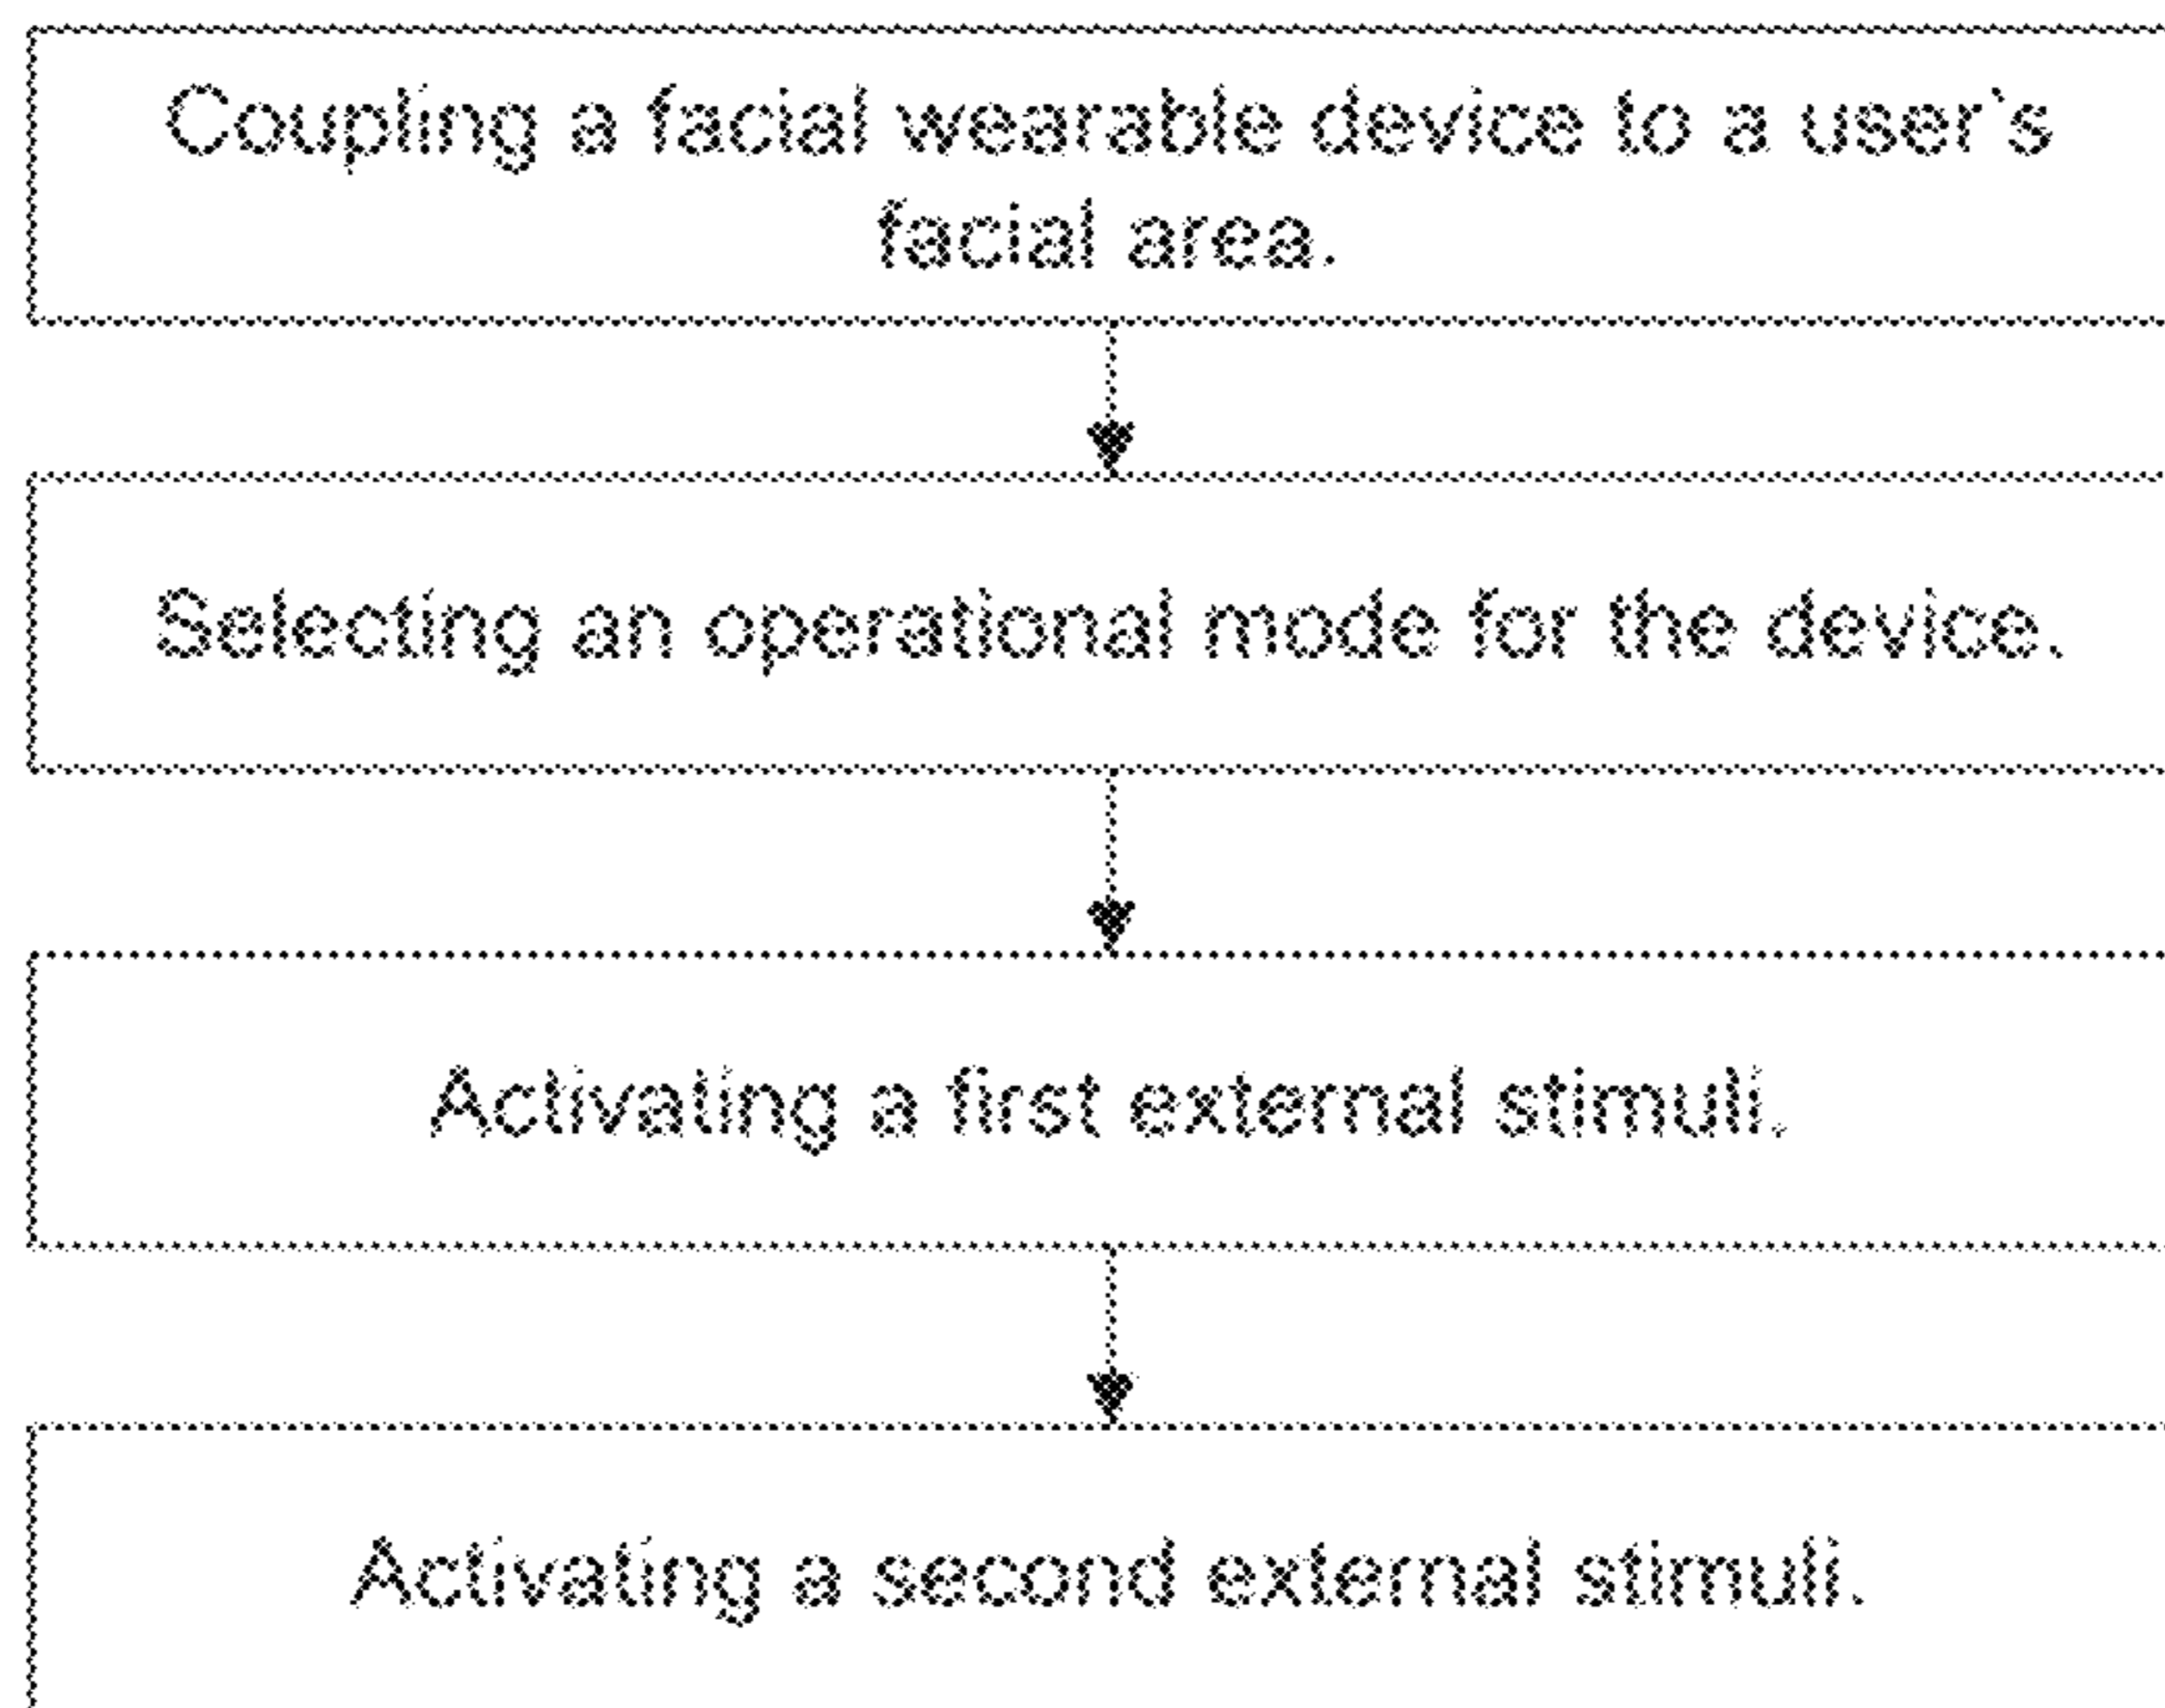 Coupling a facial wearable device to a user's
facial area.
Selecting an operational mode for the device.
Activating a first external stimuli.
Activating a second external stimuli.